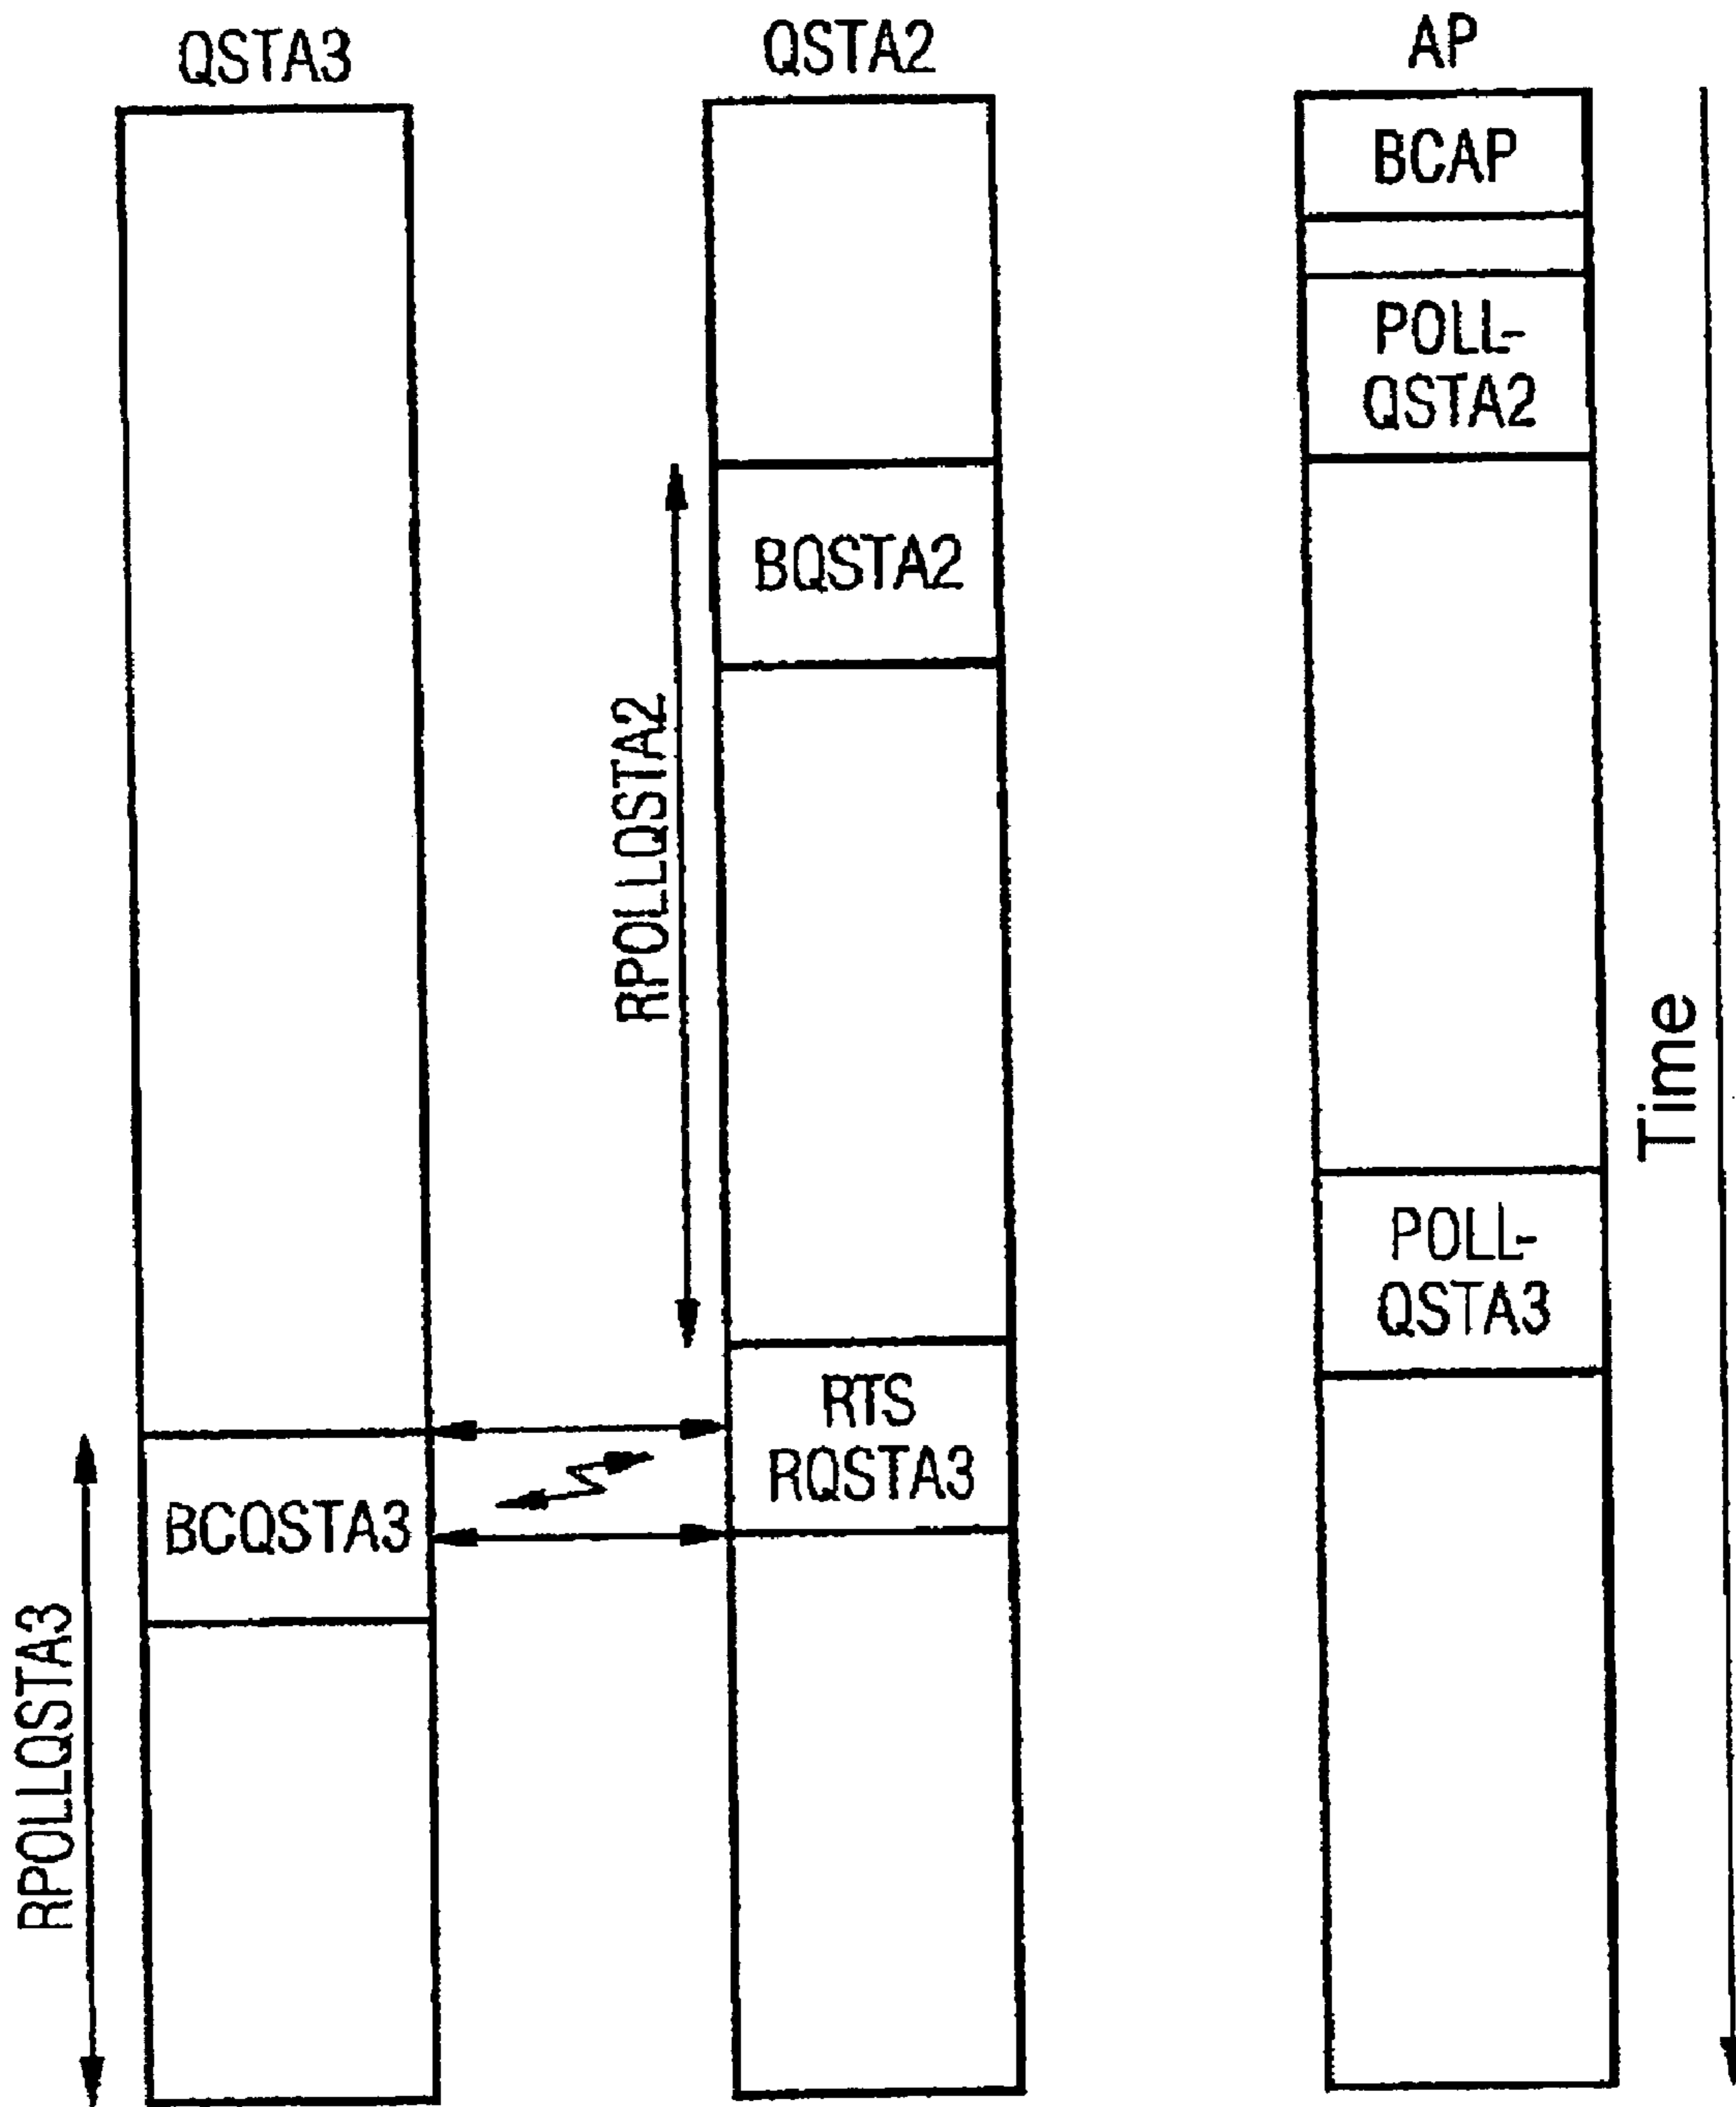 QSTA3
QSTA2
AP
BCAP
POLL-
QSTA2
BQSTA2
RPOLLQSTA2
Time
POLL-
QSTA3
RTS
RQSTA3
BCQSTA3
RPOLLQSTA3